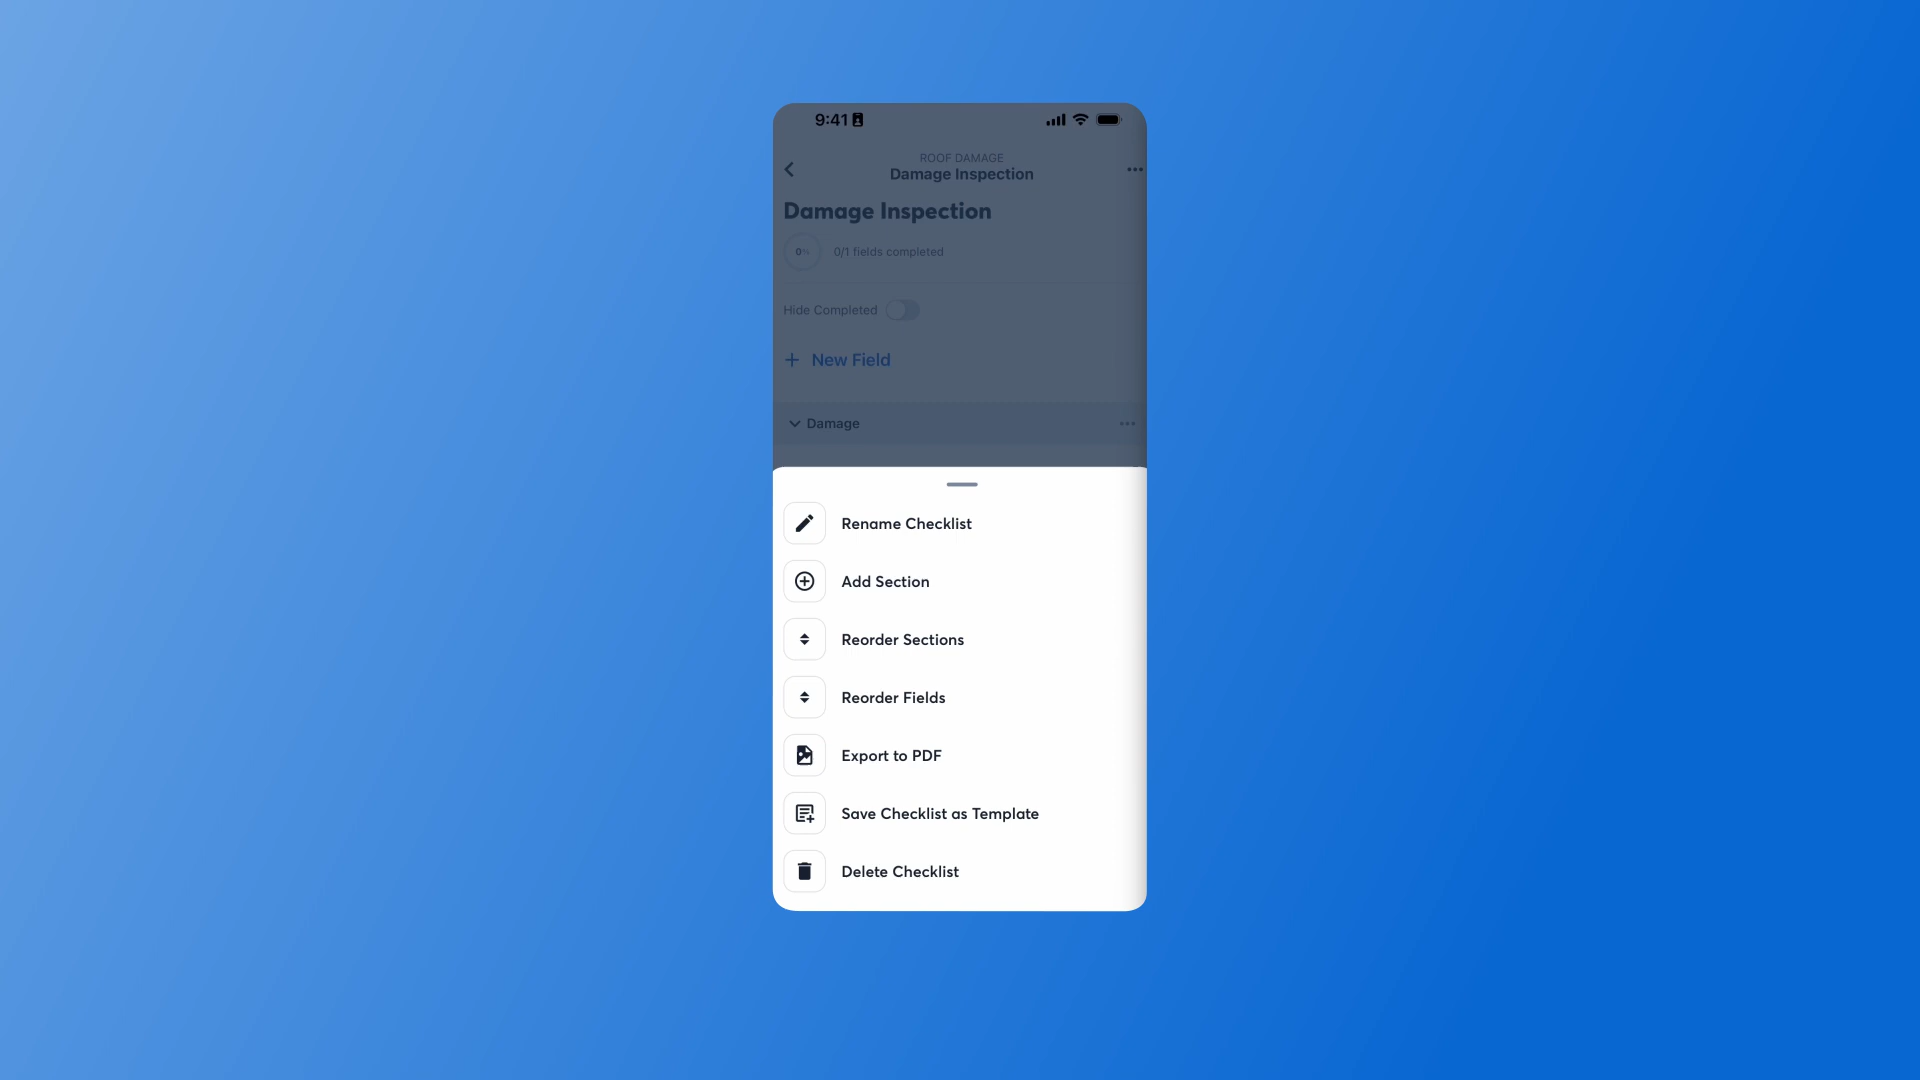 9:41
ROOF DAMAGE
Damage Inspection
Damage Inspection
0%
0/1 fields completed
Hide Completed
+ New Field
Damage
Rename Checklist
Add Section
Reorder Sections
Reorder Fields
Export to PDF
Save Checklist as Template
Delete Checklist